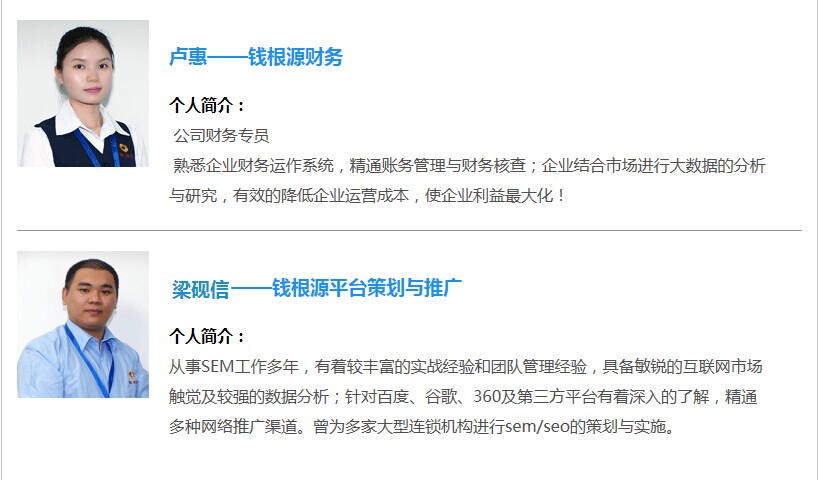 卢惠——钱根源财务
个人简介：
公司财务专员
熟悉企业财务运作系统，精通账务管理与财务核查；企业结合市场进行大数据的分析
与研究，有效的降低企业运营成本，使企业利益最大化！
梁砚信——钱根源平台策划与推广
个人简介：
从事SEM工作多年，有着较丰富的实战经验和团队管理经验，具备敏锐的互联网市场
触觉及较强的数据分析；针对百度、谷歌、360及第三方平台有着深入的了解，精通
多种网络推广渠道。曾为多家大型连锁机构进行sem/seo的策划与实施。